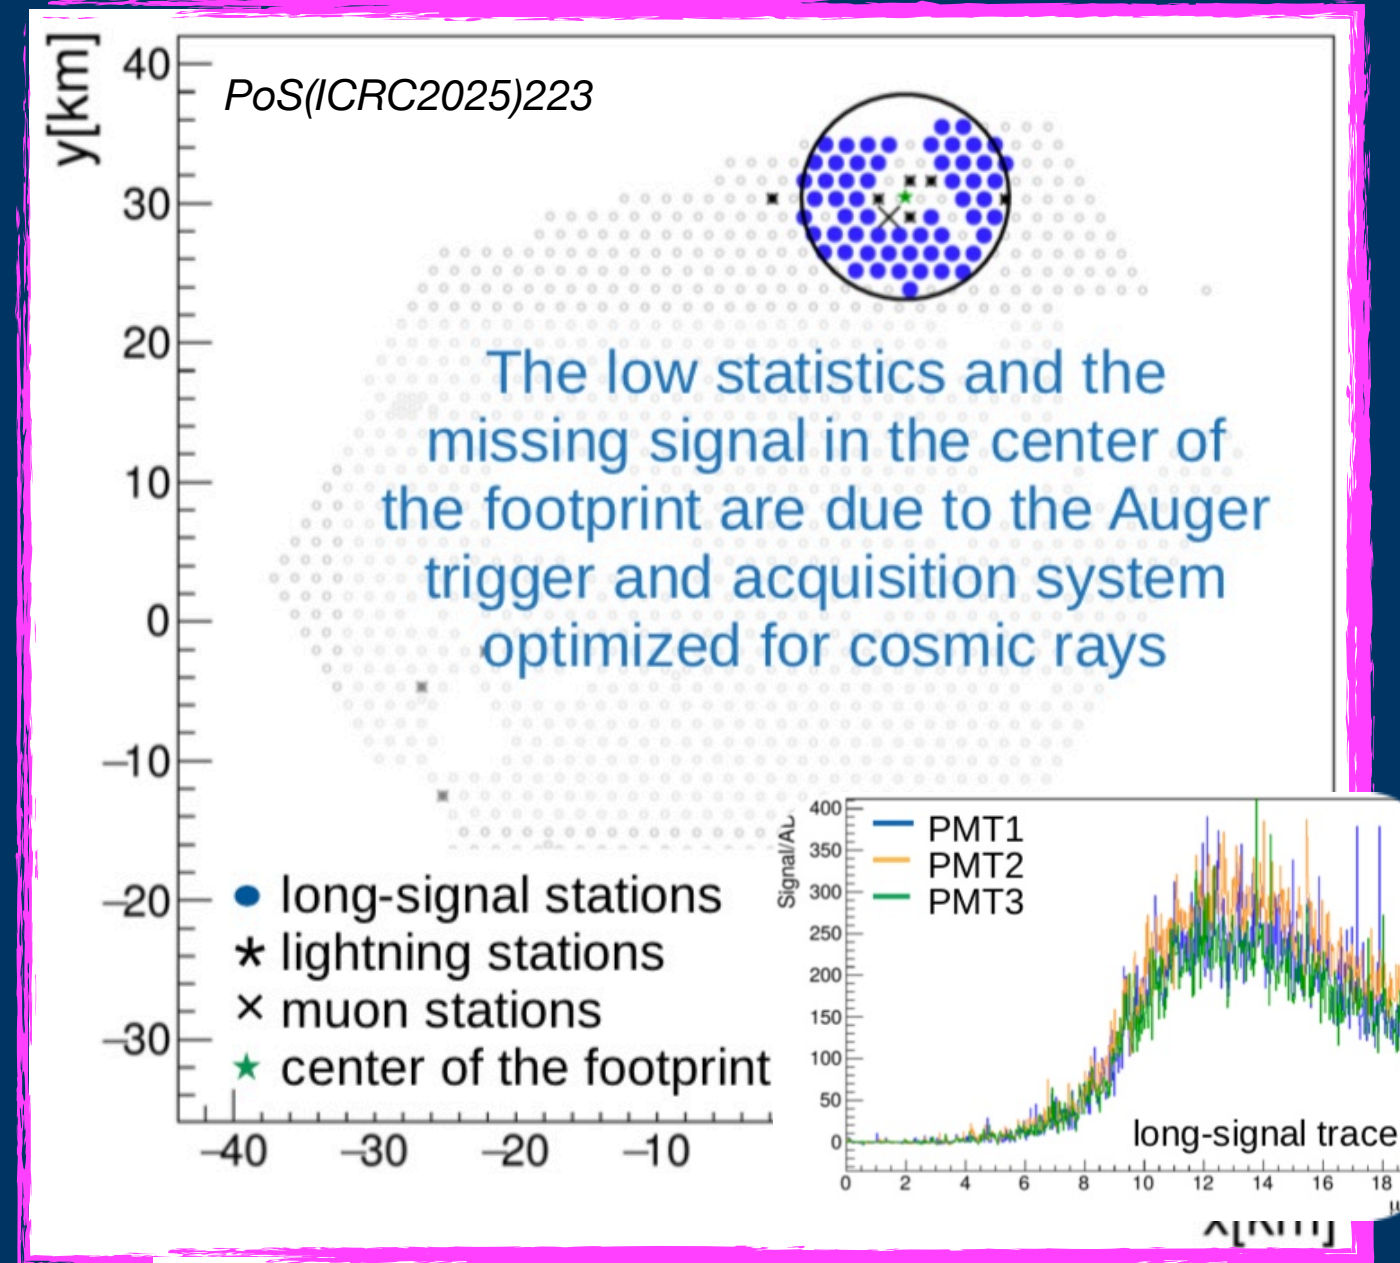 y[km]
40
30
20
10
0
−10
−20
−30
PoS(ICRC2025)223
The low statistics and the
missing signal in the center of
the footprint are due to the Auger
trigger and acquisition system
optimized for cosmic rays
long-signal stations
lightning stations
muon stations
center of the footprint
−40 −30 −20 −10
x[km]
Signal/AD
400
350
300
250
200
150
100
50
0
PMT1
PMT2
PMT3
long-signal trace
0 2 4 6 8 10 12 14 16 18
μ